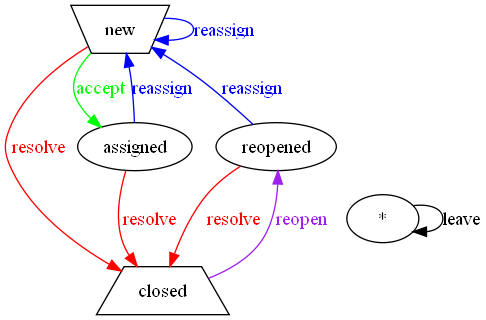 new
reassign
accept
reassign
reassign
resolve
assigned
reopened
resolve
resolve
reopen
*
leave
closed